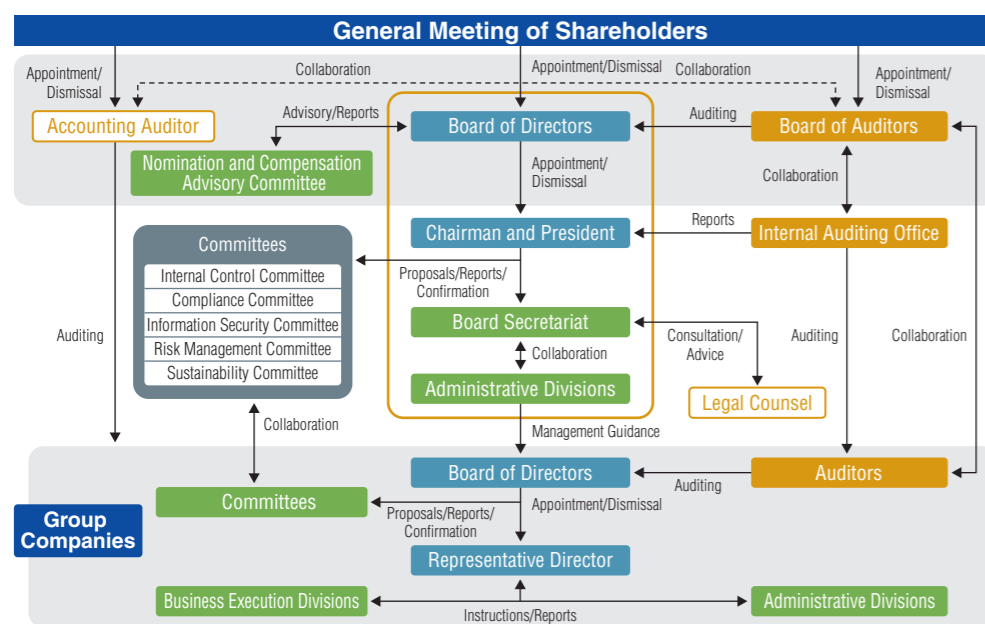 General Meeting of Shareholders
Appointment/
Dismissal
Collaboration
Appointment/Dismissal
Collaboration
Appointment/
Dismissal
Accounting Auditor
Advisory/Reports
Board of Directors
Auditing
Board of Auditors
Nomination and Compensation
Advisory Committee
Appointment/
Dismissal
Collaboration
Committees
Internal Control Committee
Compliance Committee
Information Security Committee
Risk Management Committee
Sustainability Committee
Chairman and President
Reports
Internal Auditing Office
Proposals/Reports/
Confirmation
Board Secretariat
Auditing
Collaboration
Consultation/
Advice
Auditing
Collaboration
Administrative Divisions
Legal Counsel
Collaboration
Management Guidance
Board of Directors
Auditing
Auditors
Committees
Proposals/Reports/
Confirmation
Appointment/Dismissal
Group
Companies
Representative Director
Business Execution Divisions
Instructions/Reports
Administrative Divisions